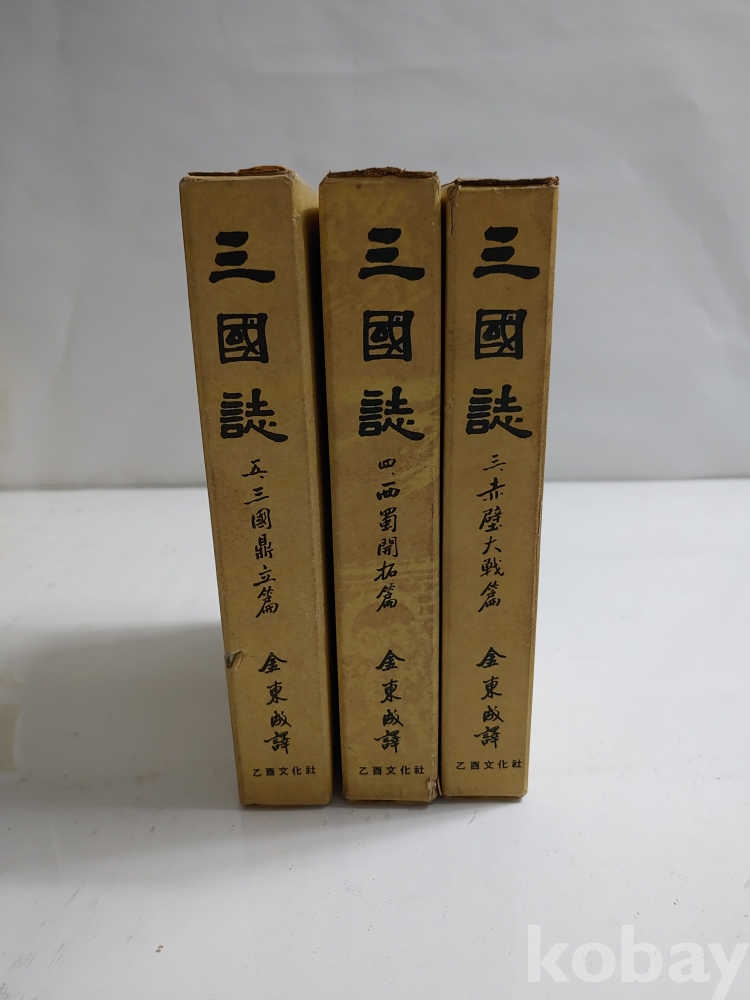 三國誌
五、三國鼎立篇
金東成譯
乙酉文化社
三國誌
四、西蜀開拓篇
金東成譯
乙酉文化社
三國誌
三、赤壁大戰篇
金東成譯
乙酉文化社
kobay